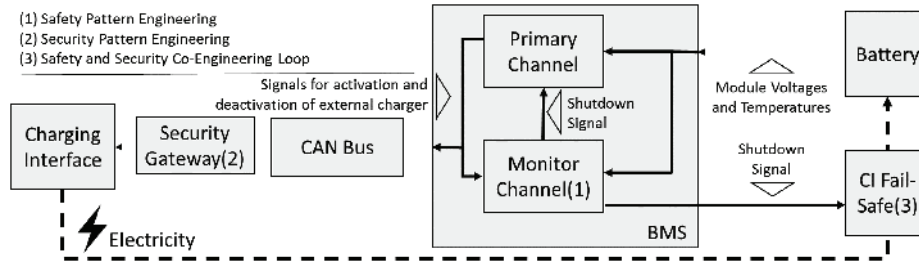 (1) Safety Pattern Engineering
(2) Security Pattern Engineering
(3) Safety and Security Co-Engineering Loop
Signals for activation and
deactivation of external charger
Primary
Channel
Battery
Module Voltages
and Temperatures
Shutdown
Signal
Charging
Interface
Security
Gateway(2)
CAN Bus
Monitor
Channel(1)
Shutdown
Signal
CI Fail-
Safe(3)
BMS
Electricity